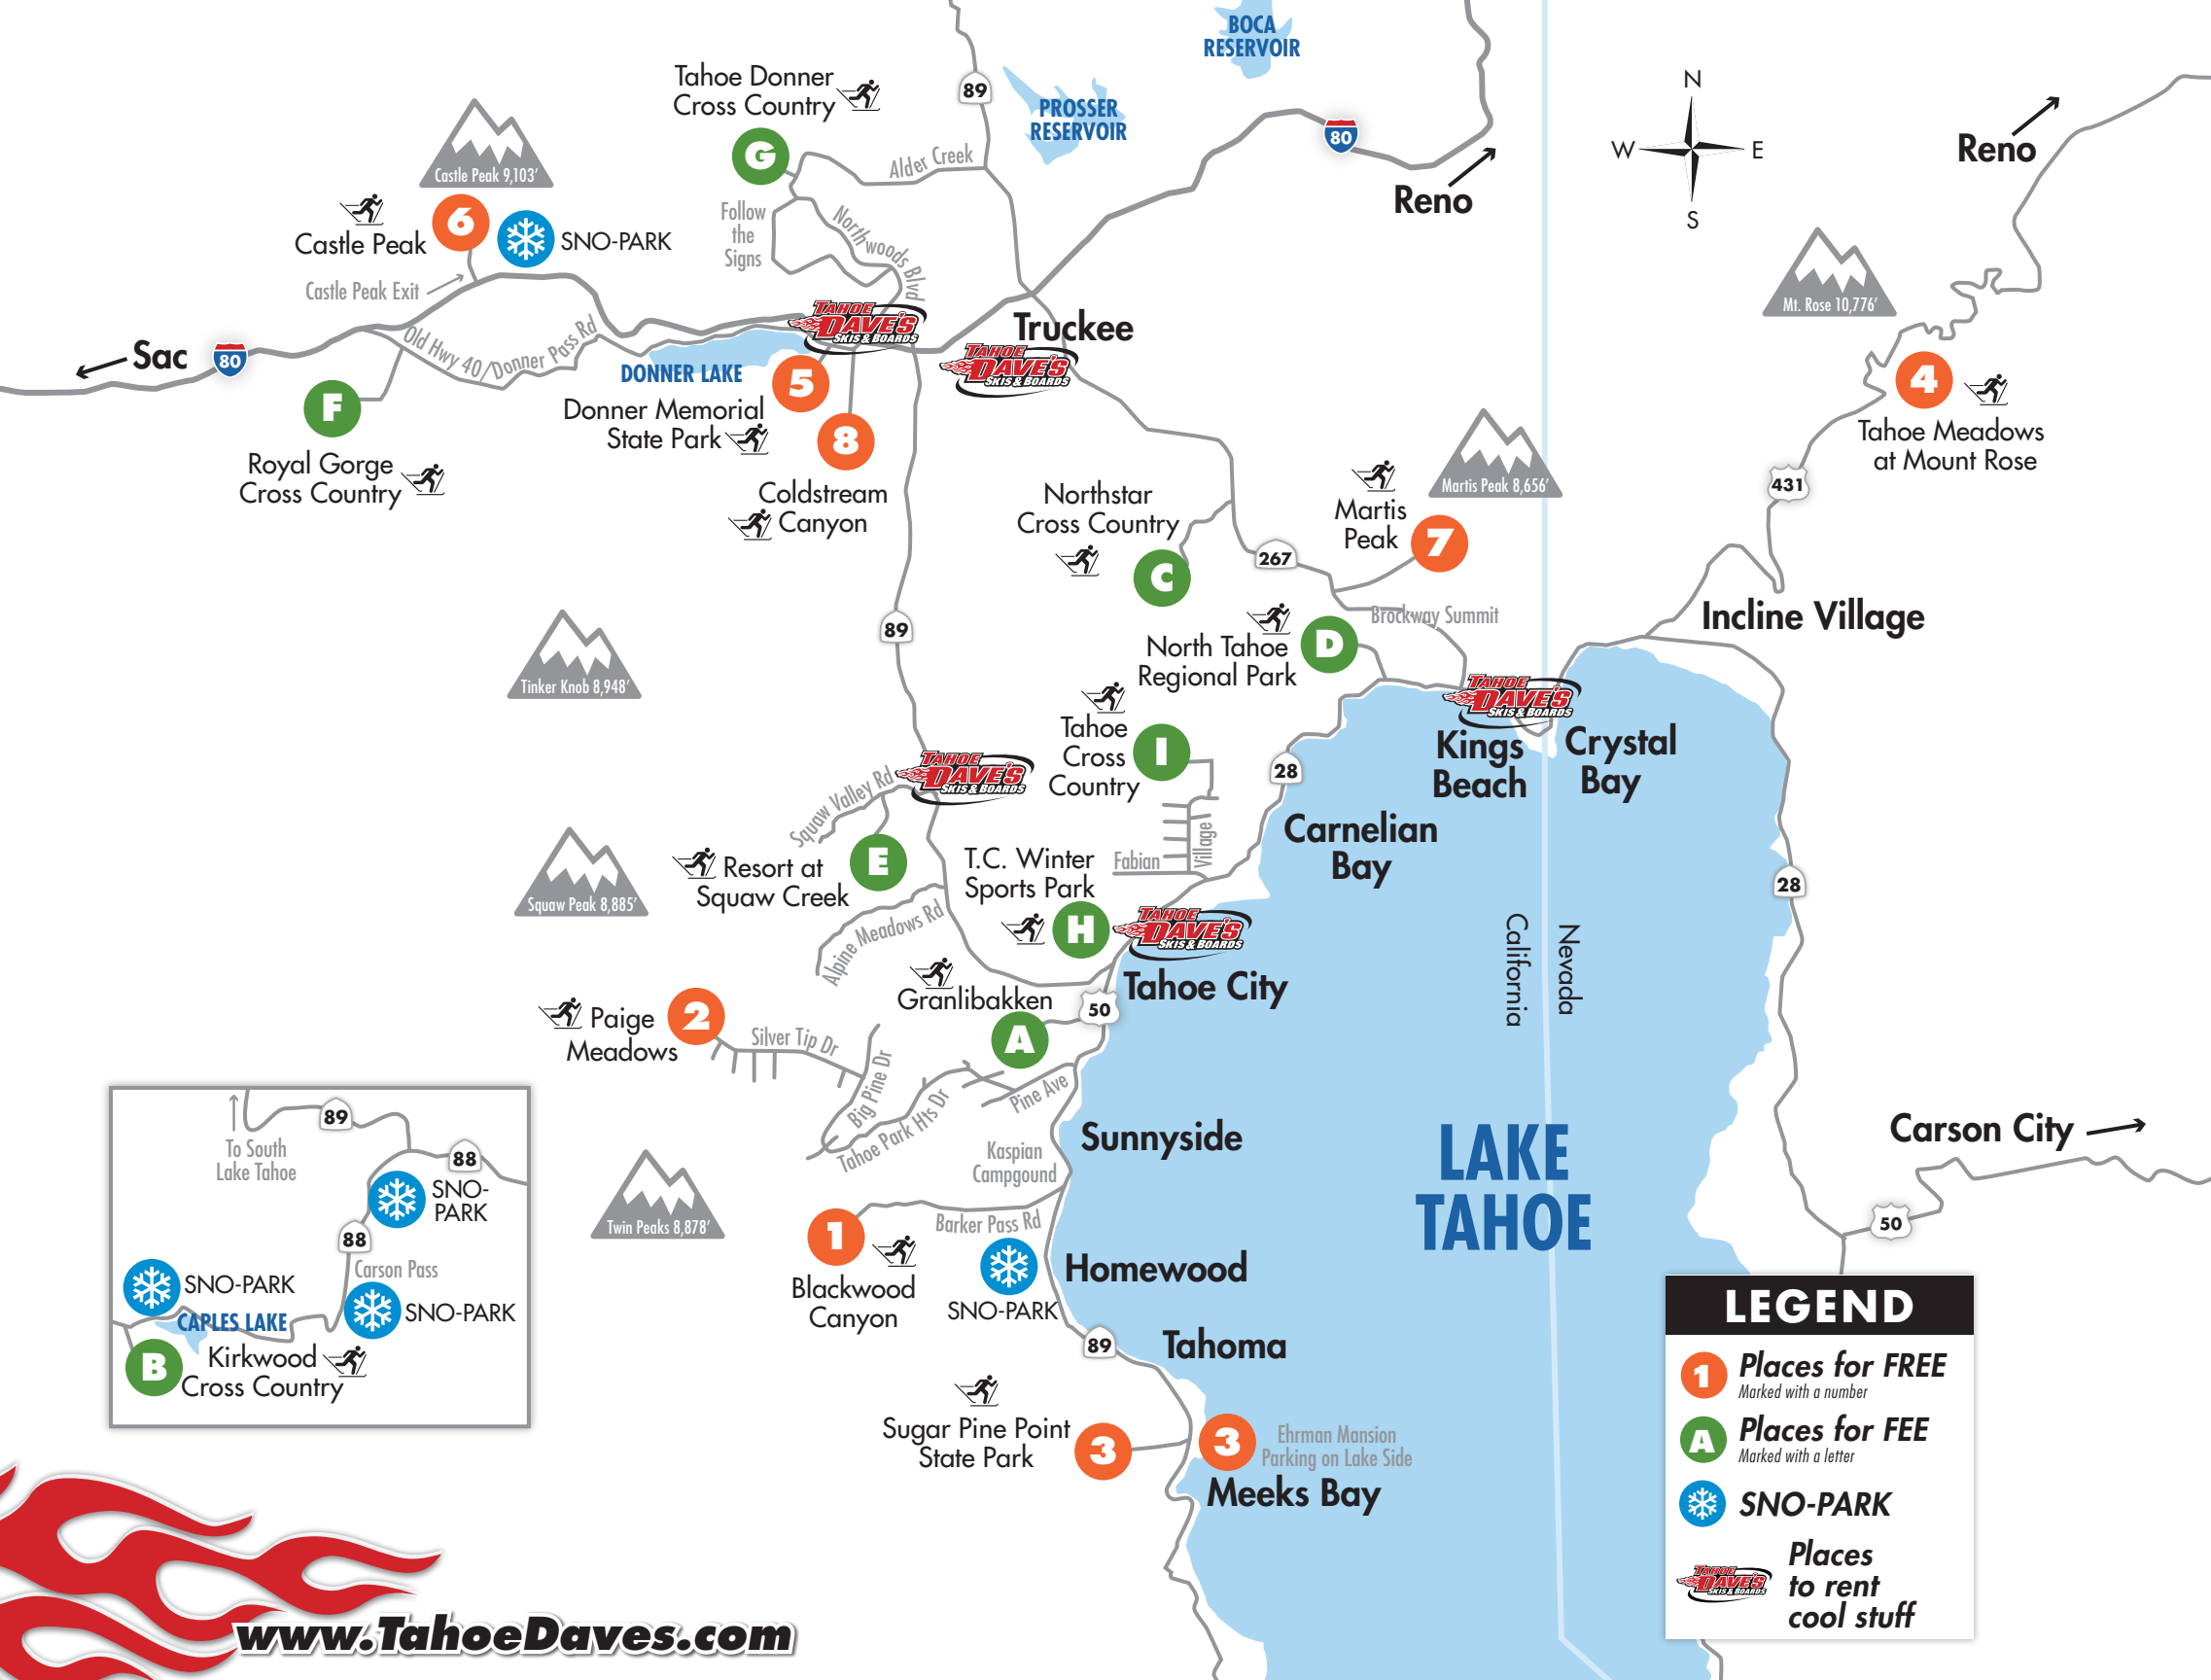 BOCA
RESERVOIR
Tahoe Donner
Cross Country
G
89
PROSSER
RESERVOIR
80
Reno
N
W
E
S
Reno
Castle Peak 9,103'
6
Castle Peak
SNO-PARK
Castle Peak Exit
Alder Creek
Follow
the
Signs
Northwoods Blvd
Mt. Rose 10,776'
Sac
80
Old Hwy 40/Donner Pass Rd
TAHOE
DAVE'S
SKIS & BOARDS
Truckee
TAHOE
DAVE'S
SKIS & BOARDS
DONNER LAKE
5
Donner Memorial
State Park
8
Coldstream
Canyon
F
Royal Gorge
Cross Country
4
Tahoe Meadows
at Mount Rose
431
Martis Peak 8,656'
Martis
Peak
7
Northstar
Cross Country
C
267
Brockway Summit
North Tahoe
Regional Park
D
Incline Village
89
Tinker Knob 8,948'
Tahoe
Cross
Country
I
TAHOE
DAVE'S
SKIS & BOARDS
Kings
Beach
Crystal
Bay
28
Carnelian
Bay
TAHOE
DAVE'S
SKIS & BOARDS
Squaw Valley Rd
E
Resort at
Squaw Creek
Squaw Peak 8,885'
Alpine Meadows Rd
T.C. Winter
Sports Park
H
Fabian
Village
TAHOE
DAVE'S
SKIS & BOARDS
Tahoe City
28
California
Nevada
Granlibakken
A
50
Paige
Meadows
2
Silver Tip Dr
Big Pine Dr
Tahoe Park Hts Dr
Pine Ave
Sunnyside
Kaspian
Campgound
LAKE
TAHOE
Carson City
50
Twin Peaks 8,878'
1
Blackwood
Canyon
Barker Pass Rd
SNO-PARK
Homewood
89
Tahoma
Sugar Pine Point
State Park
3
3
Ehrman Mansion
Parking on Lake Side
Meeks Bay
89
To South
Lake Tahoe
88
SNO-
PARK
88
Carson Pass
SNO-PARK
SNO-PARK
CAPLES LAKE
B
Kirkwood
Cross Country
LEGEND
1
Places for FREE
Marked with a number
A
Places for FEE
Marked with a letter
SNO-PARK
TAHOE
DAVE'S
SKIS & BOARDS
Places
to rent
cool stuff
www.TahoeDaves.com